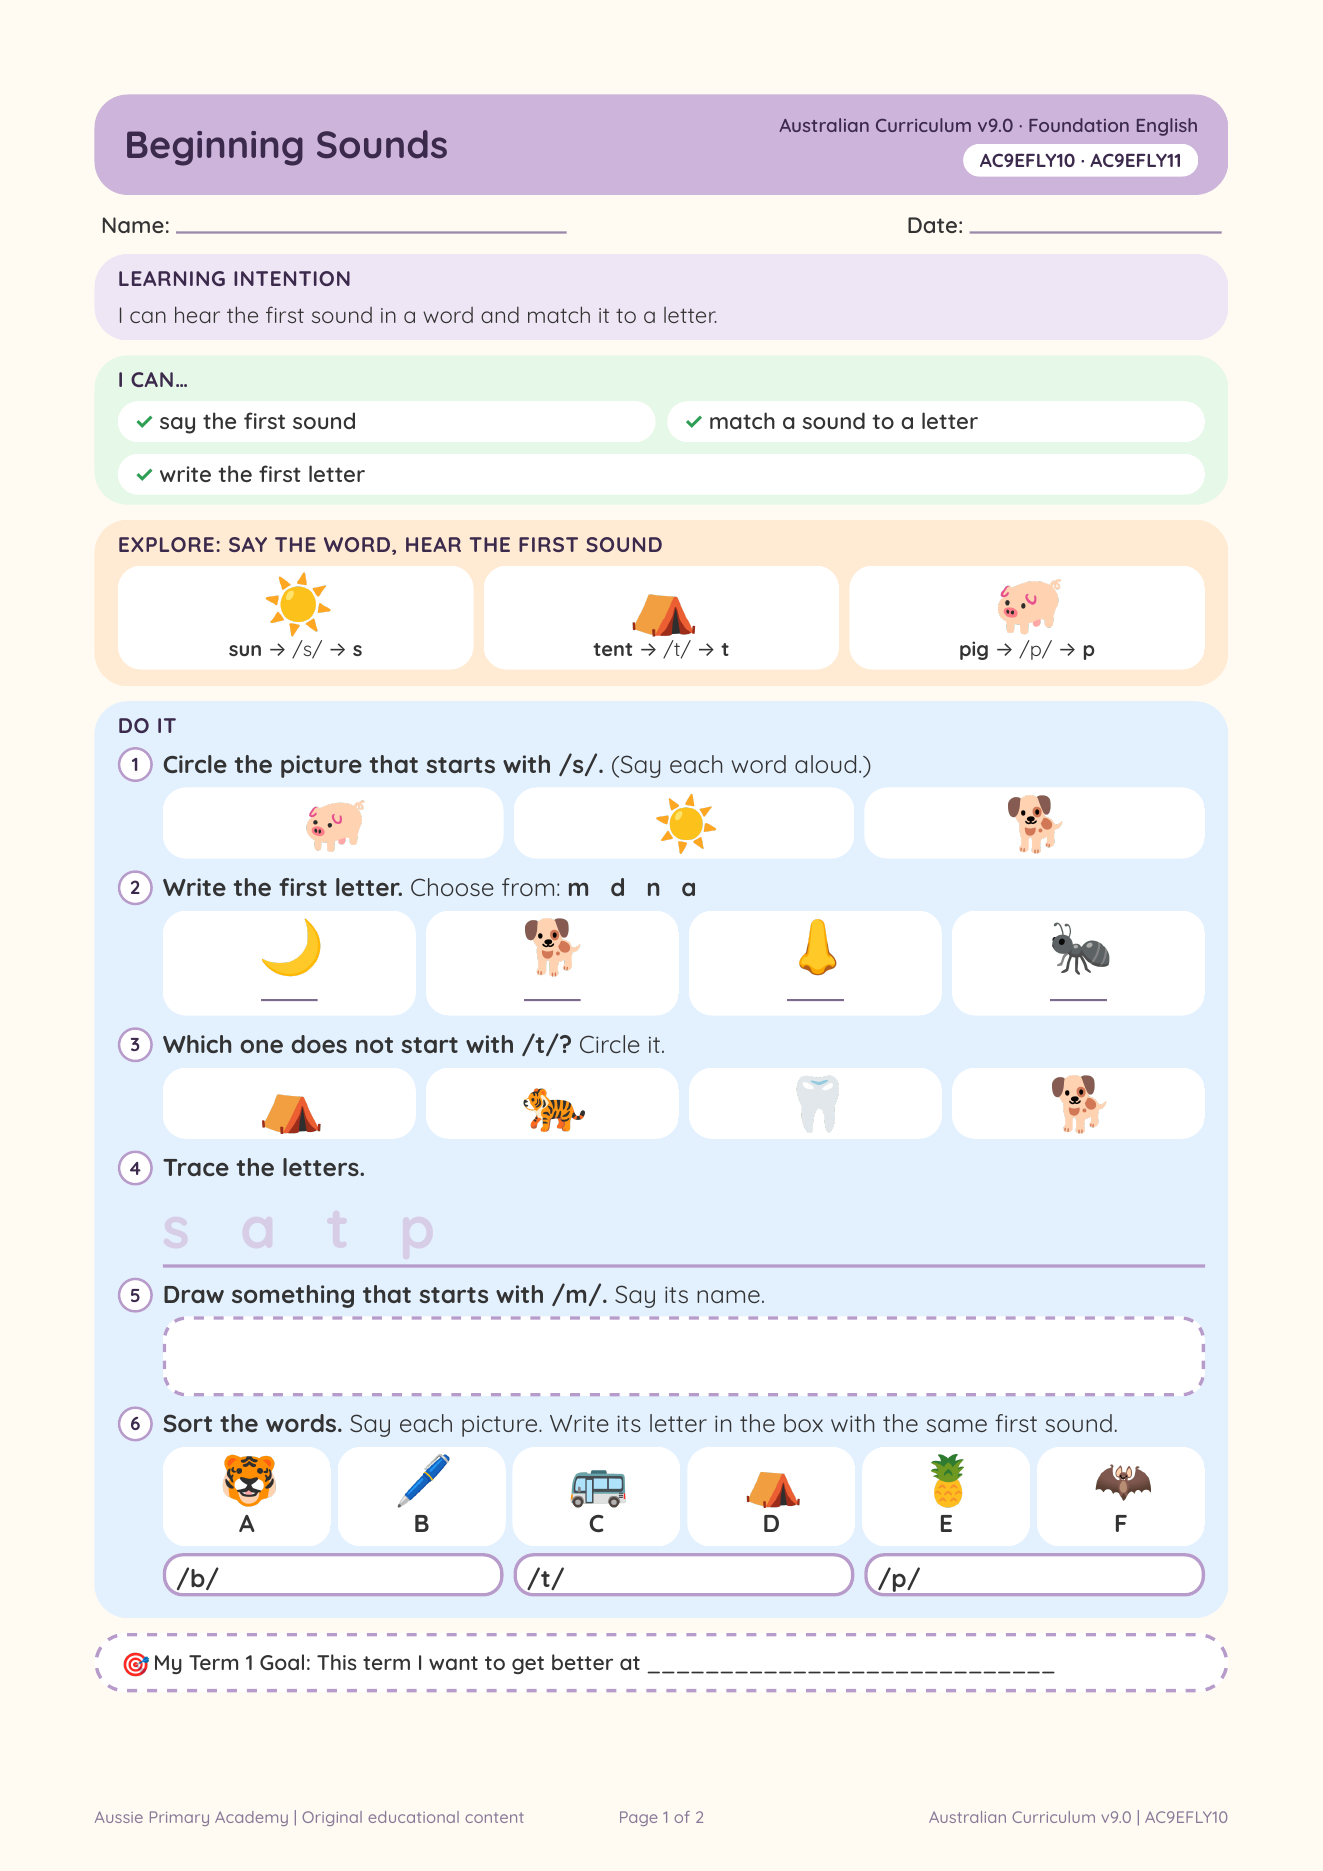 Beginning Sounds
Australian Curriculum v9.0 · Foundation English
AC9EFLY10 · AC9EFLY11
Name: ____ Date: ____
LEARNING INTENTION
I can hear the first sound in a word and match it to a letter.
I CAN…
✓ say the first sound ✓ match a sound to a letter
✓ write the first letter
EXPLORE: SAY THE WORD, HEAR THE FIRST SOUND
sun → /s/ → s tent → /t/ → t pig → /p/ → p
DO IT
1 Circle the picture that starts with /s/. (Say each word aloud.)
2 Write the first letter. Choose from: m d n a
3 Which one does not start with /t/? Circle it.
4 Trace the letters.
s a t p
5 Draw something that starts with /m/. Say its name.
6 Sort the words. Say each picture. Write its letter in the box with the same first sound.
A B C D E F
/b/ /t/ /p/
My Term 1 Goal: This term I want to get better at ____________________________
Aussie Primary Academy | Original educational content Page 1 of 2 Australian Curriculum v9.0 | AC9EFLY10